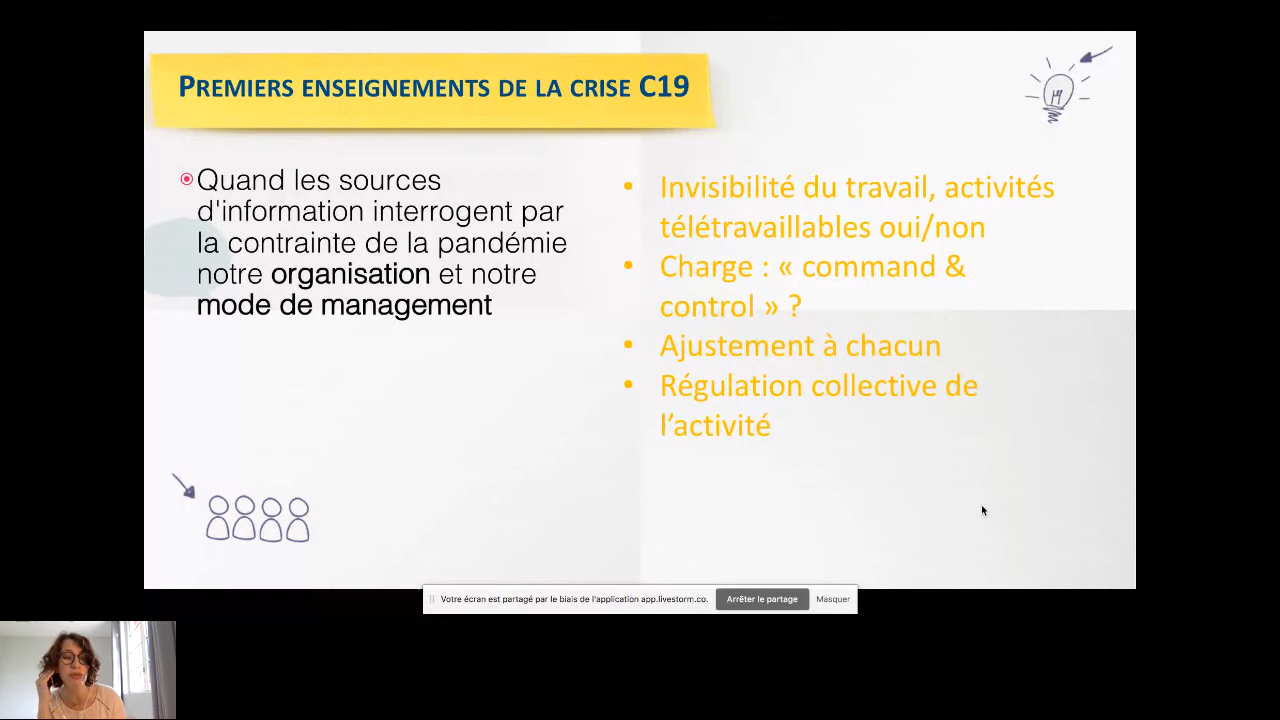 PREMIERS ENSEIGNEMENTS DE LA CRISE C19
Quand les sources
d'information interrogent par
la contrainte de la pandémie
notre organisation et notre
mode de management
• Invisibilité du travail, activités
télétravaillables oui/non
• Charge : « command &
control » ?
• Ajustement à chacun
• Régulation collective de
l’activité
Votre écran est partagé par le biais de l'application app.livestorm.co.
Arrêter le partage
Masquer